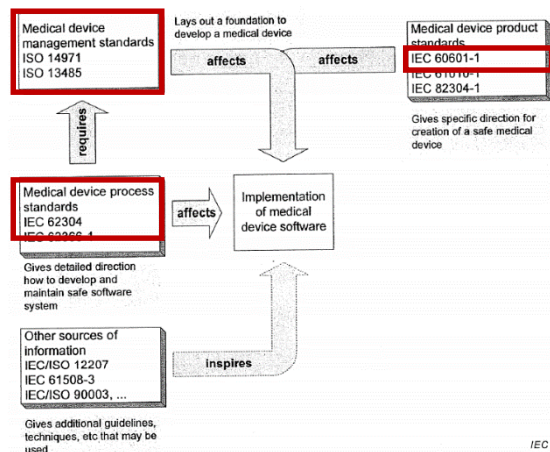 Medical device
management standards
ISO 14971
ISO 13485
Lays out a foundation to
develop a medical device
affects
affects
Medical device product
standards
IEC 60601-1
IEC 61010-1
IEC 82304-1
Gives specific direction for
creation of a safe medical
device
requires
Medical device process
standards
IEC 62304
IEC 62366-1
affects
Implementation
of medical
device software
Gives detailed direction
how to develop and
maintain safe software
system
Other sources of
information
IEC/ISO 12207
IEC 61508-3
IEC/ISO 90003, ...
inspires
Gives additional guidelines,
techniques, etc that may be
used
IEC